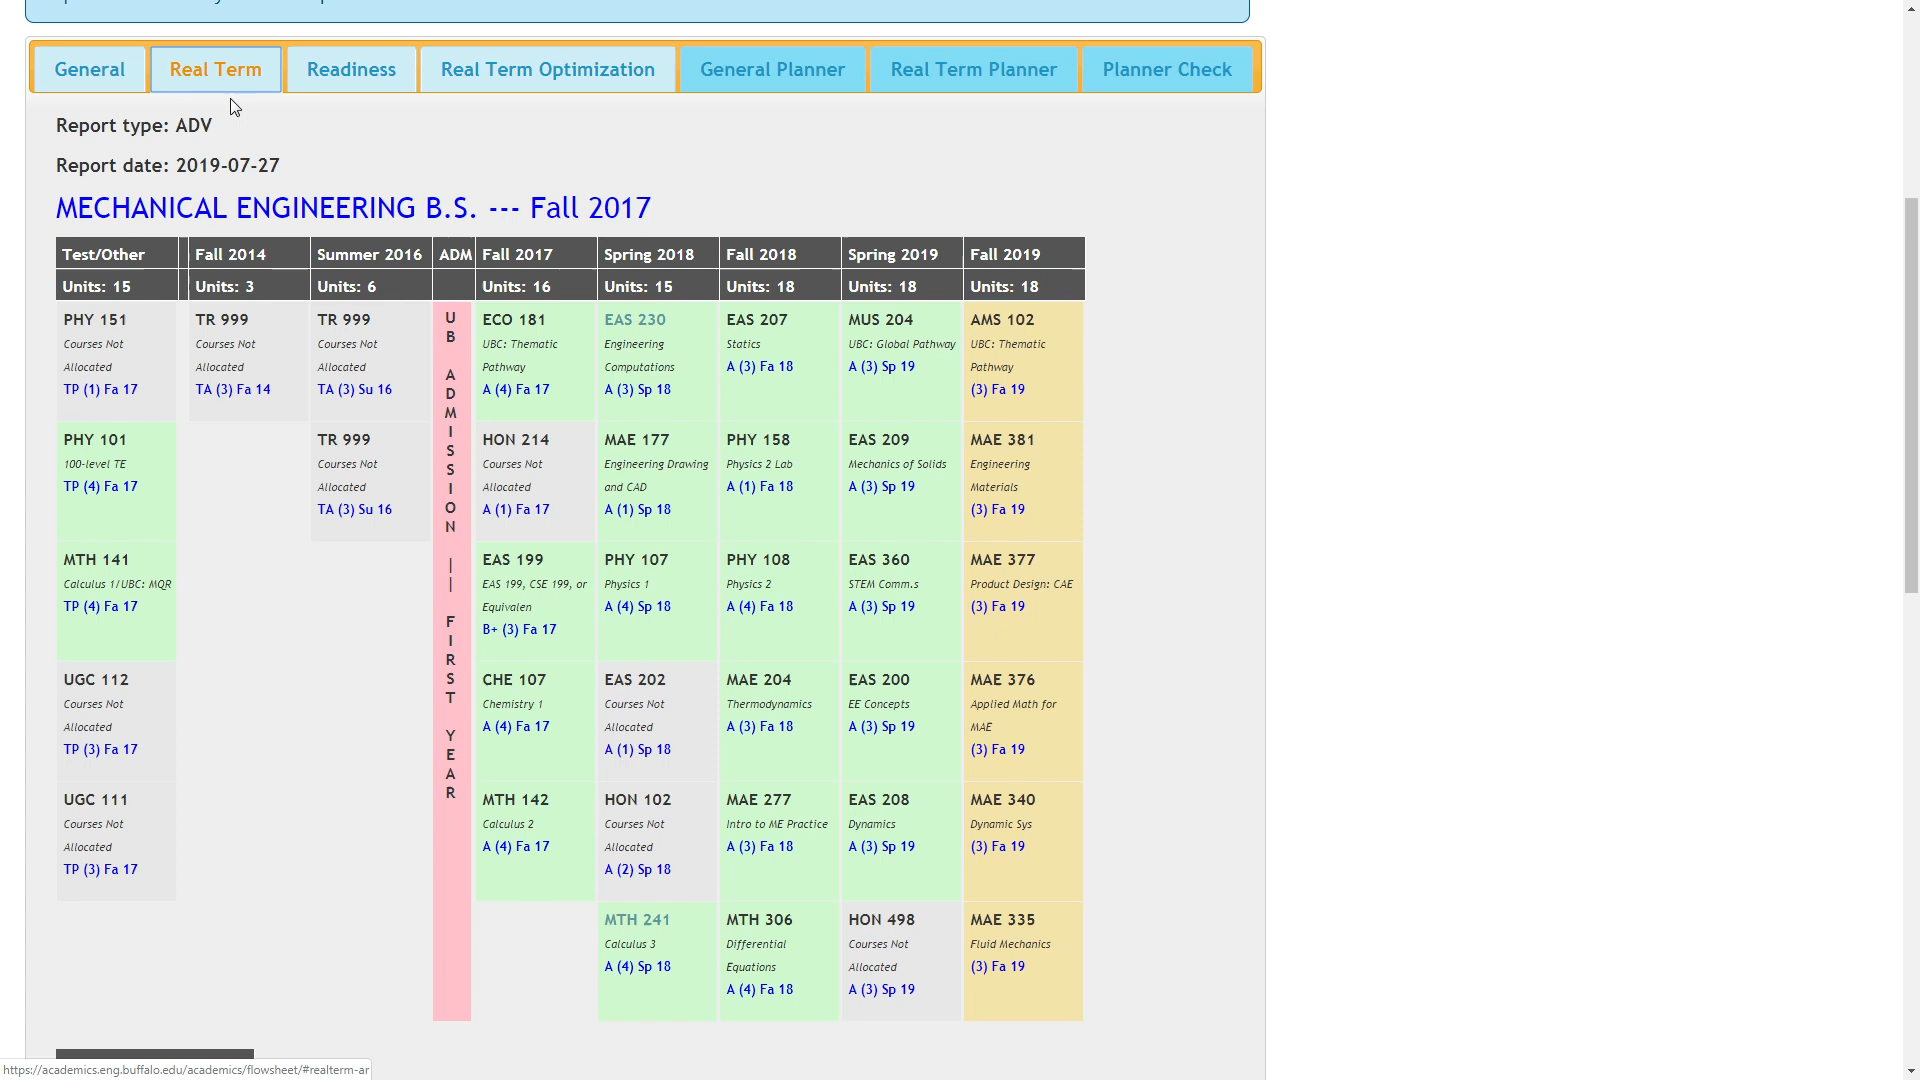 General
Real Term
Readiness
Real Term Optimization
General Planner
Real Term Planner
Planner Check
Report type: ADV
Report date: 2019-07-27
MECHANICAL ENGINEERING B.S. --- Fall 2017
Test/Other
Fall 2014
Summer 2016
ADM
Fall 2017
Spring 2018
Fall 2018
Spring 2019
Fall 2019
Units: 15
Units: 3
Units: 6
Units: 16
Units: 15
Units: 18
Units: 18
Units: 18
PHY 151
Courses Not
Allocated
TP (1) Fa 17
PHY 101
100-level TE
TP (4) Fa 17
MTH 141
Calculus 1/UBC: MQR
TP (4) Fa 17
UGC 112
Courses Not
Allocated
TP (3) Fa 17
UGC 111
Courses Not
Allocated
TP (3) Fa 17
TR 999
Courses Not
Allocated
TA (3) Fa 14
TR 999
Courses Not
Allocated
TA (3) Su 16
TR 999
Courses Not
Allocated
TA (3) Su 16
UB ADMISSION || FIRST YEAR
ECO 181
UBC: Thematic
Pathway
A (4) Fa 17
HON 214
Courses Not
Allocated
A (1) Fa 17
EAS 199
EAS 199, CSE 199, or
Equivalen
B+ (3) Fa 17
CHE 107
Chemistry 1
A (4) Fa 17
MTH 142
Calculus 2
A (4) Fa 17
EAS 230
Engineering
Computations
A (3) Sp 18
MAE 177
Engineering Drawing
and CAD
A (1) Sp 18
PHY 107
Physics 1
A (4) Sp 18
EAS 202
Courses Not
Allocated
A (1) Sp 18
HON 102
Courses Not
Allocated
A (2) Sp 18
MTH 241
Calculus 3
A (4) Sp 18
EAS 207
Statics
A (3) Fa 18
PHY 158
Physics 2 Lab
A (1) Fa 18
PHY 108
Physics 2
A (4) Fa 18
MAE 204
Thermodynamics
A (3) Fa 18
MAE 277
Intro to ME Practice
A (3) Fa 18
MTH 306
Differential
Equations
A (4) Fa 18
MUS 204
UBC: Global Pathway
A (3) Sp 19
EAS 209
Mechanics of Solids
A (3) Sp 19
EAS 360
STEM Comm.s
A (3) Sp 19
EAS 200
EE Concepts
A (3) Sp 19
EAS 208
Dynamics
A (3) Sp 19
HON 498
Courses Not
Allocated
A (3) Sp 19
AMS 102
UBC: Thematic
Pathway
(3) Fa 19
MAE 381
Engineering
Materials
(3) Fa 19
MAE 377
Product Design: CAE
(3) Fa 19
MAE 376
Applied Math for
MAE
(3) Fa 19
MAE 340
Dynamic Sys
(3) Fa 19
MAE 335
Fluid Mechanics
(3) Fa 19
https://academics.eng.buffalo.edu/academics/flowsheet/#realterm-ar